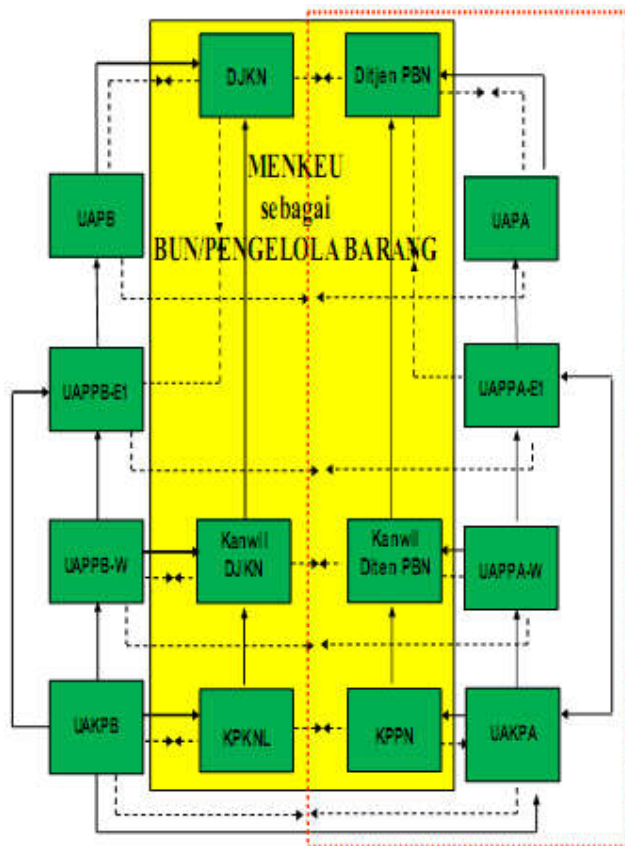 DJKN
Ditjen PBN
MENKEU
sebagai
BUN/PENGELOLA BARANG
UAPB
UAPA
UAPPB-E1
UAPPA-E1
UAPPB-W
Kanwil
DJKN
Kanwil
Diten PBN
UAPPA-W
UAKPB
KPKNL
KPPN
UAKPA